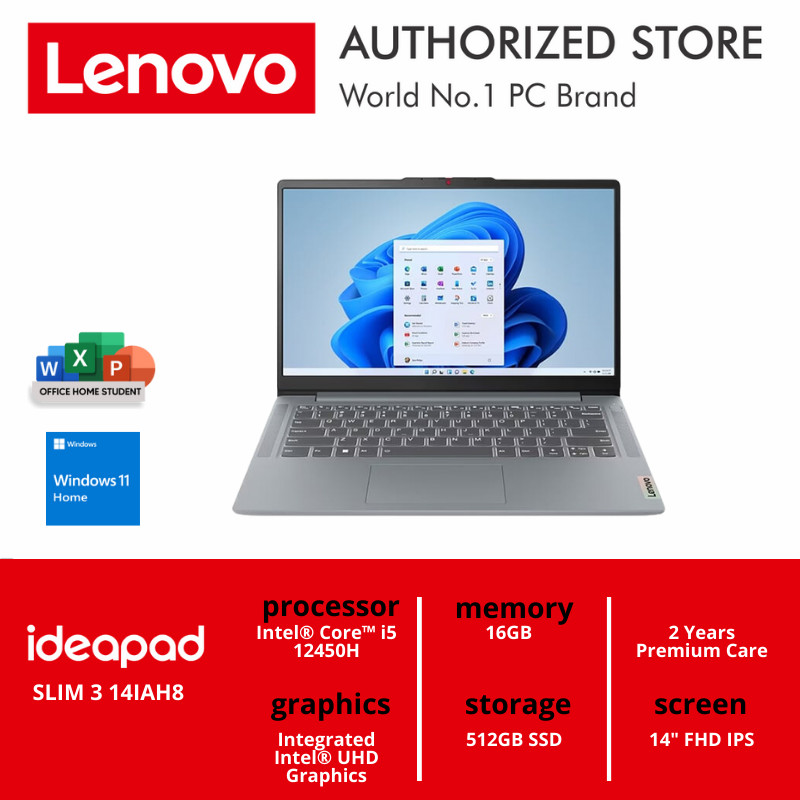 Lenovo
AUTHORIZED STORE
World No.1 PC Brand
W X P
OFFICE HOME STUDENT
Windows
Windows 11
Home
Lenovo
ideapad
SLIM 3 14IAH8
processor
Intel® Core™ i5
12450H
memory
16GB
2 Years
Premium Care
graphics
Integrated
Intel® UHD
Graphics
storage
512GB SSD
screen
14" FHD IPS